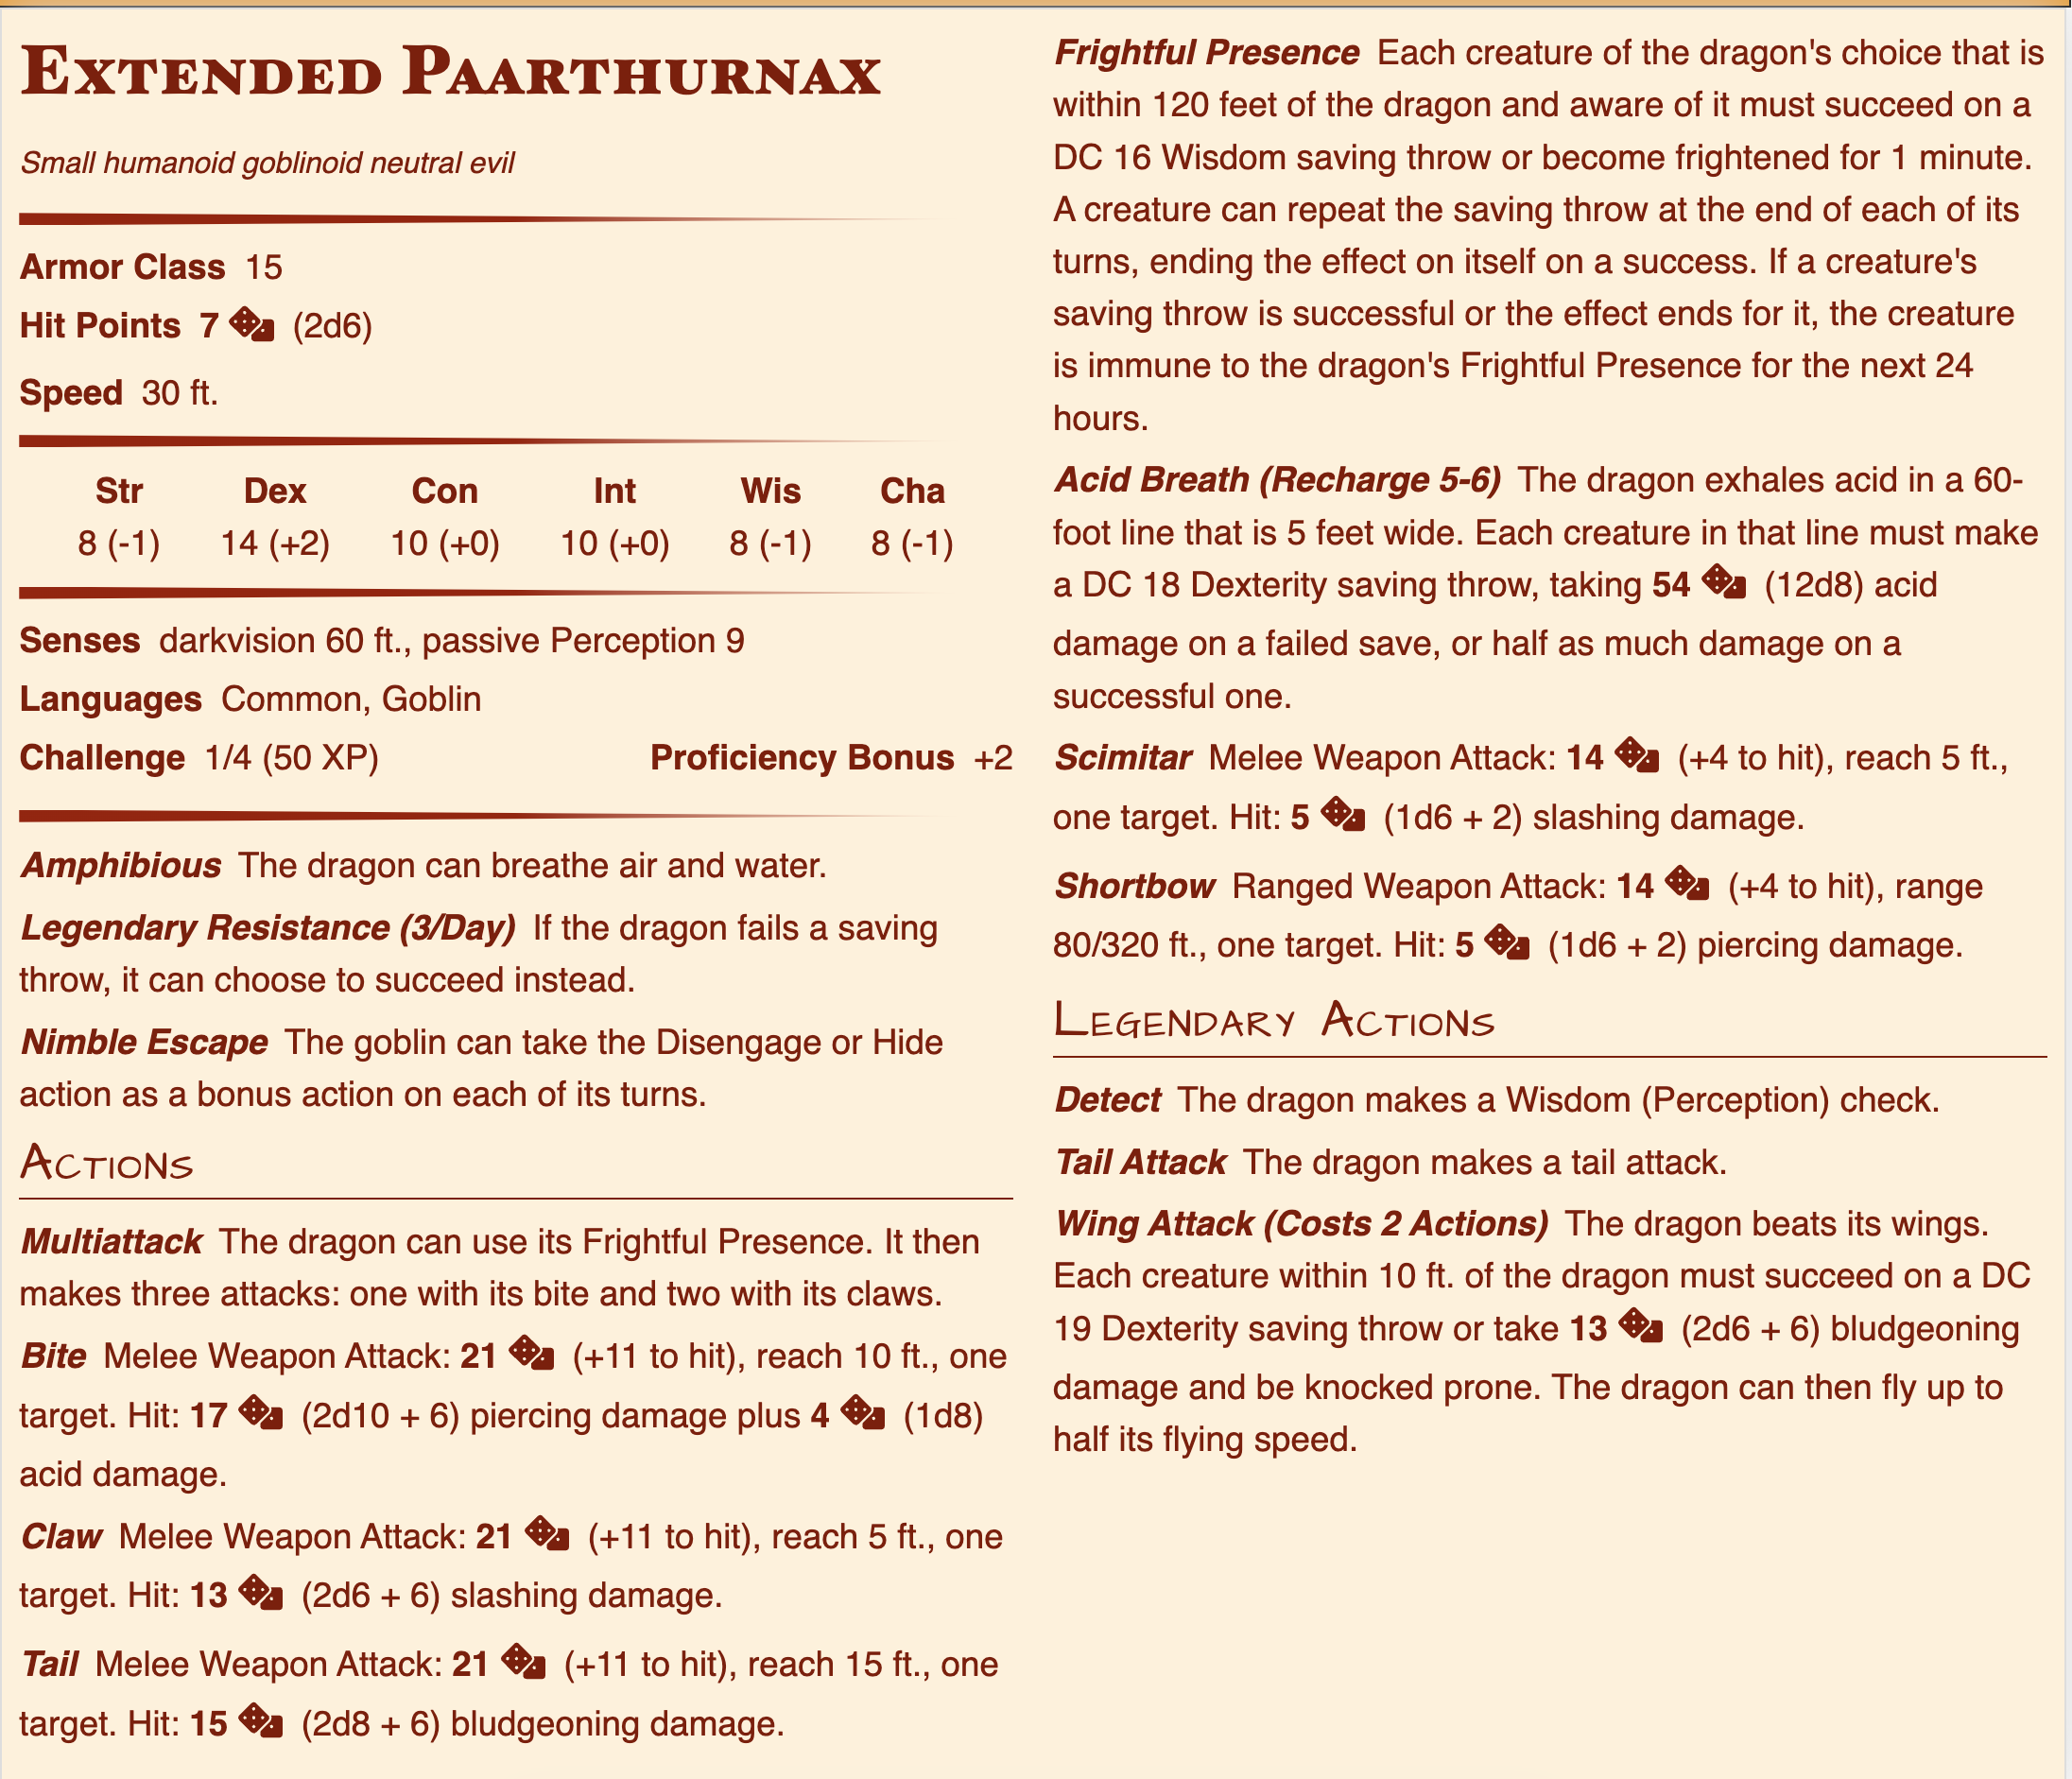 Extended Paarthurnax
Small humanoid goblinoid neutral evil
Armor Class 15
Hit Points 7 (2d6)
Speed 30 ft.
Str Dex Con Int Wis Cha
8 (-1) 14 (+2) 10 (+0) 10 (+0) 8 (-1) 8 (-1)
Senses darkvision 60 ft., passive Perception 9
Languages Common, Goblin
Challenge 1/4 (50 XP) Proficiency Bonus +2
Amphibious The dragon can breathe air and water.
Legendary Resistance (3/Day) If the dragon fails a saving
throw, it can choose to succeed instead.
Nimble Escape The goblin can take the Disengage or Hide
action as a bonus action on each of its turns.
Actions
Multiattack The dragon can use its Frightful Presence. It then
makes three attacks: one with its bite and two with its claws.
Bite Melee Weapon Attack: 21 (+11 to hit), reach 10 ft., one
target. Hit: 17 (2d10 + 6) piercing damage plus 4 (1d8)
acid damage.
Claw Melee Weapon Attack: 21 (+11 to hit), reach 5 ft., one
target. Hit: 13 (2d6 + 6) slashing damage.
Tail Melee Weapon Attack: 21 (+11 to hit), reach 15 ft., one
target. Hit: 15 (2d8 + 6) bludgeoning damage.
Frightful Presence Each creature of the dragon's choice that is
within 120 feet of the dragon and aware of it must succeed on a
DC 16 Wisdom saving throw or become frightened for 1 minute.
A creature can repeat the saving throw at the end of each of its
turns, ending the effect on itself on a success. If a creature's
saving throw is successful or the effect ends for it, the creature
is immune to the dragon's Frightful Presence for the next 24
hours.
Acid Breath (Recharge 5-6) The dragon exhales acid in a 60-
foot line that is 5 feet wide. Each creature in that line must make
a DC 18 Dexterity saving throw, taking 54 (12d8) acid
damage on a failed save, or half as much damage on a
successful one.
Scimitar Melee Weapon Attack: 14 (+4 to hit), reach 5 ft.,
one target. Hit: 5 (1d6 + 2) slashing damage.
Shortbow Ranged Weapon Attack: 14 (+4 to hit), range
80/320 ft., one target. Hit: 5 (1d6 + 2) piercing damage.
Legendary Actions
Detect The dragon makes a Wisdom (Perception) check.
Tail Attack The dragon makes a tail attack.
Wing Attack (Costs 2 Actions) The dragon beats its wings.
Each creature within 10 ft. of the dragon must succeed on a DC
19 Dexterity saving throw or take 13 (2d6 + 6) bludgeoning
damage and be knocked prone. The dragon can then fly up to
half its flying speed.